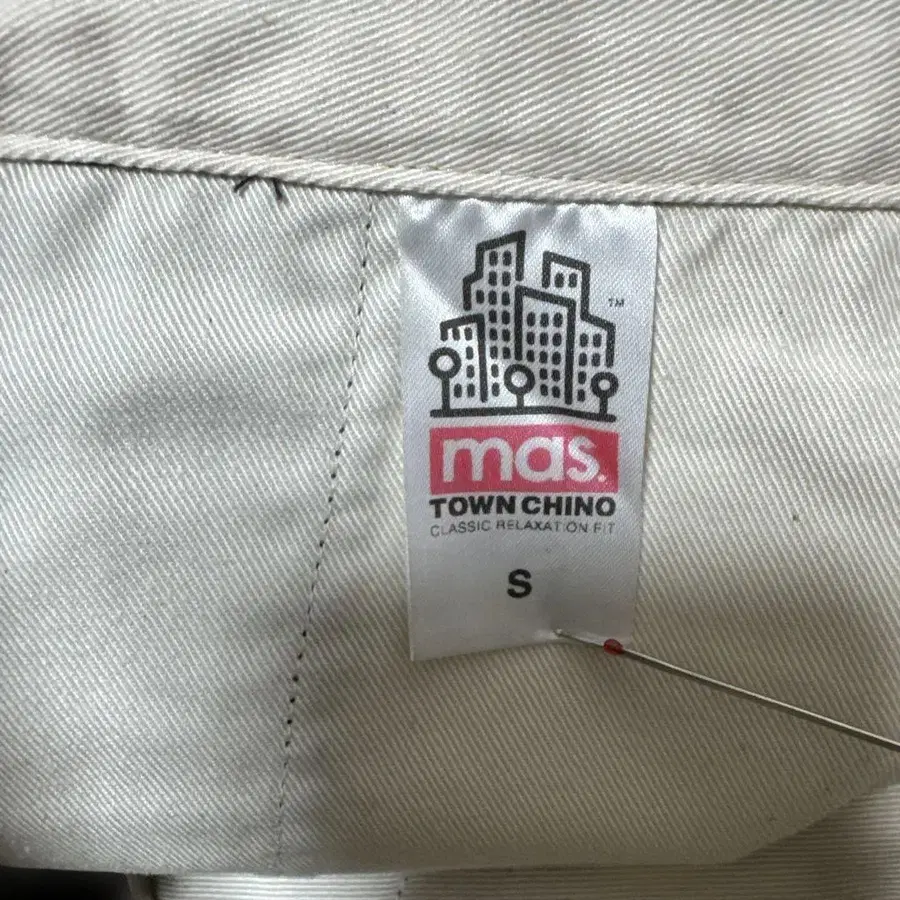 TM
mas.
TOWN CHINO
CLASSIC RELAXATION FIT
S